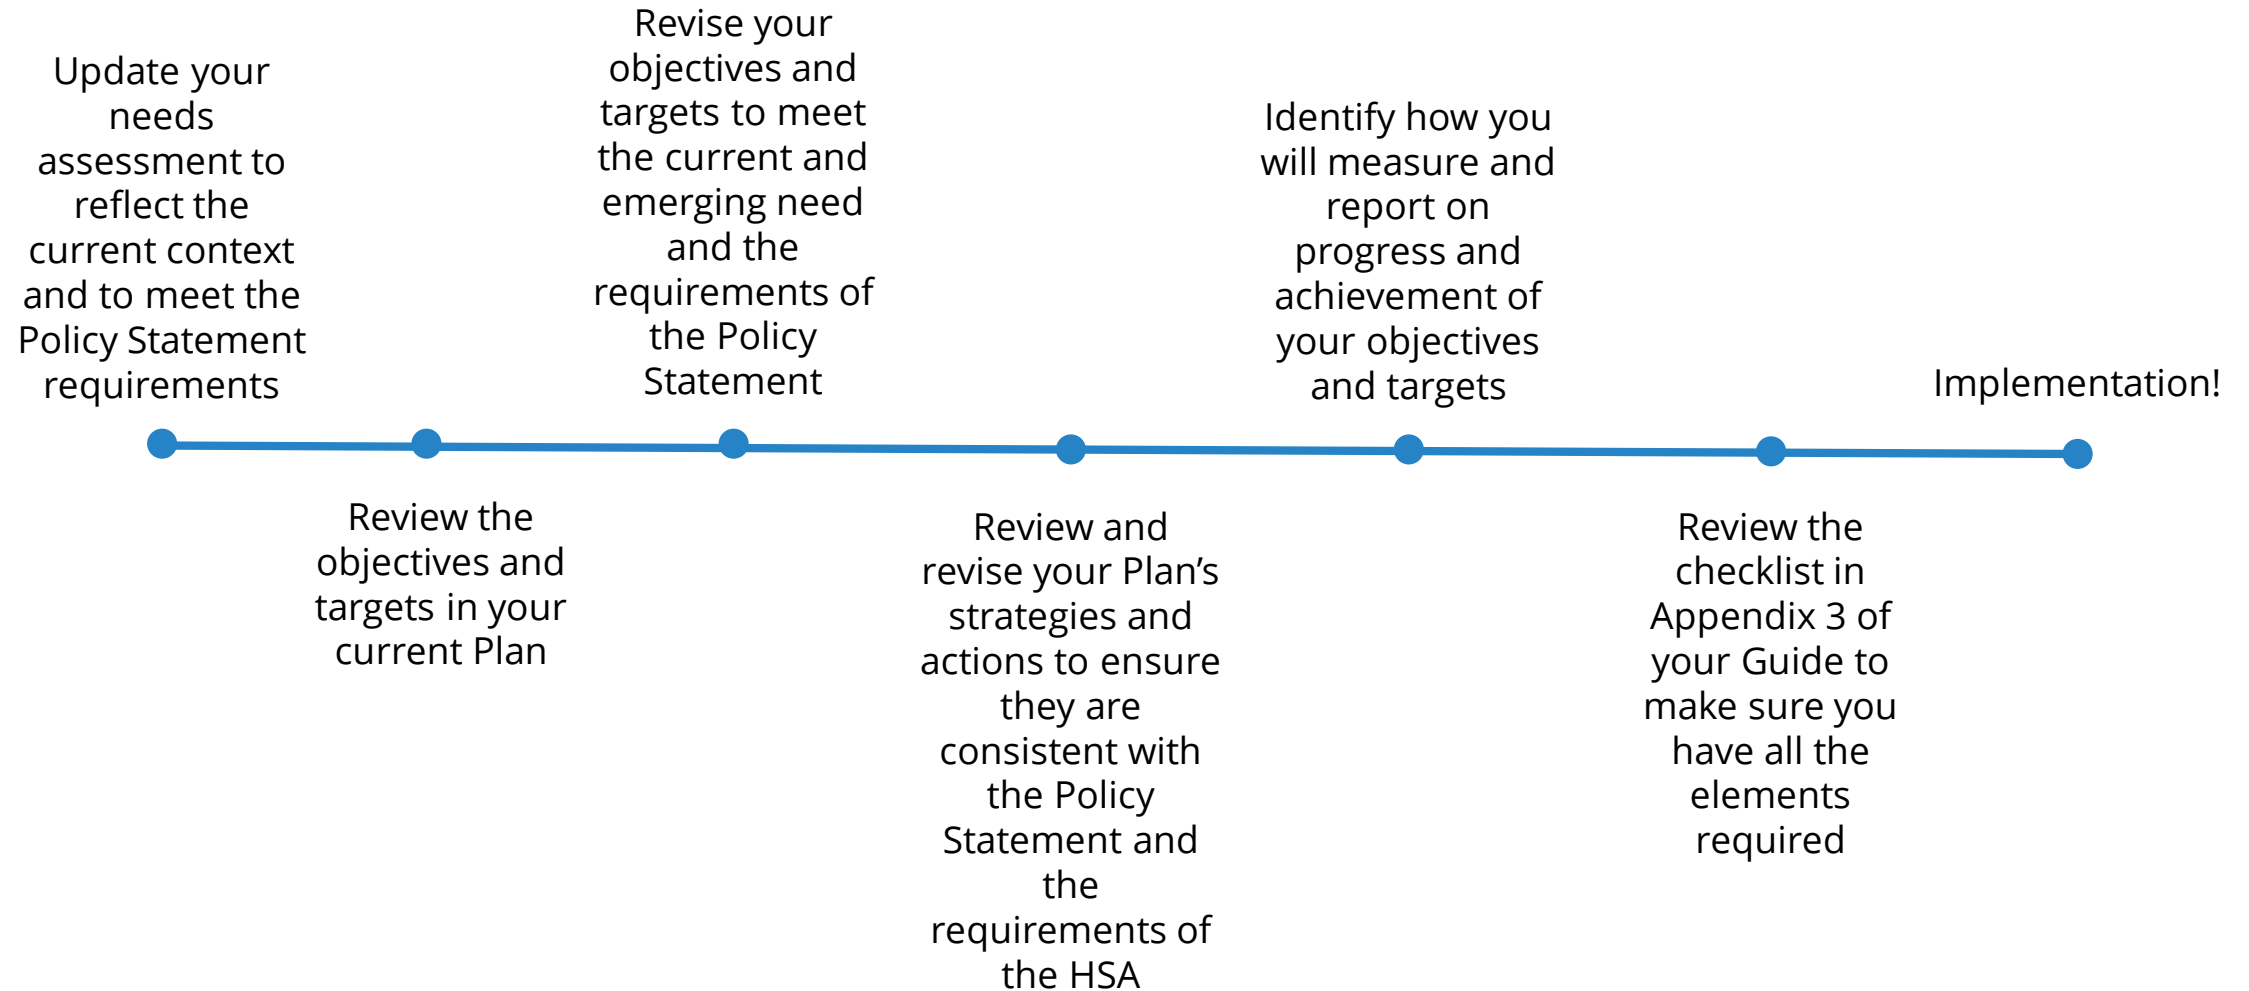 Update your
needs
assessment to
reflect the
current context
and to meet the
Policy Statement
requirements
Review the
objectives and
targets in your
current Plan
Revise your
objectives and
targets to meet
the current and
emerging need
and the
requirements of
the Policy
Statement
Review and
revise your Plan’s
strategies and
actions to ensure
they are
consistent with
the Policy
Statement and
the
requirements of
the HSA
Identify how you
will measure and
report on
progress and
achievement of
your objectives
and targets
Review the
checklist in
Appendix 3 of
your Guide to
make sure you
have all the
elements
required
Implementation!